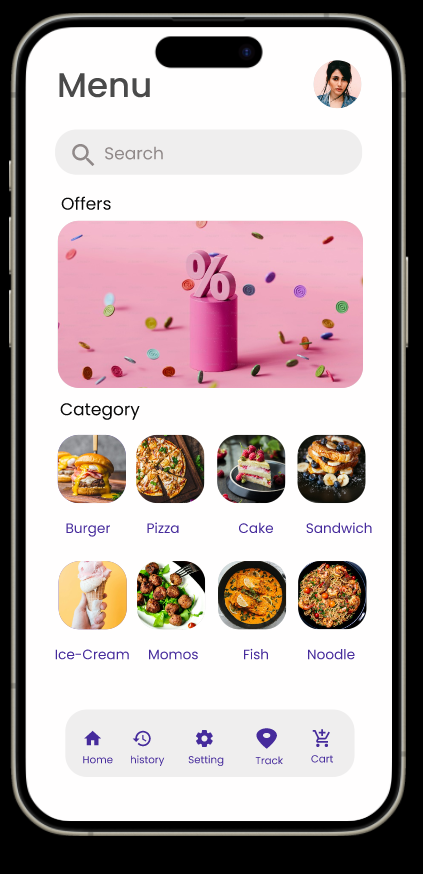 Menu
Search
Offers
%
Category
Burger Pizza Cake Sandwich
Ice-Cream Momos Fish Noodle
Home history Setting Track Cart